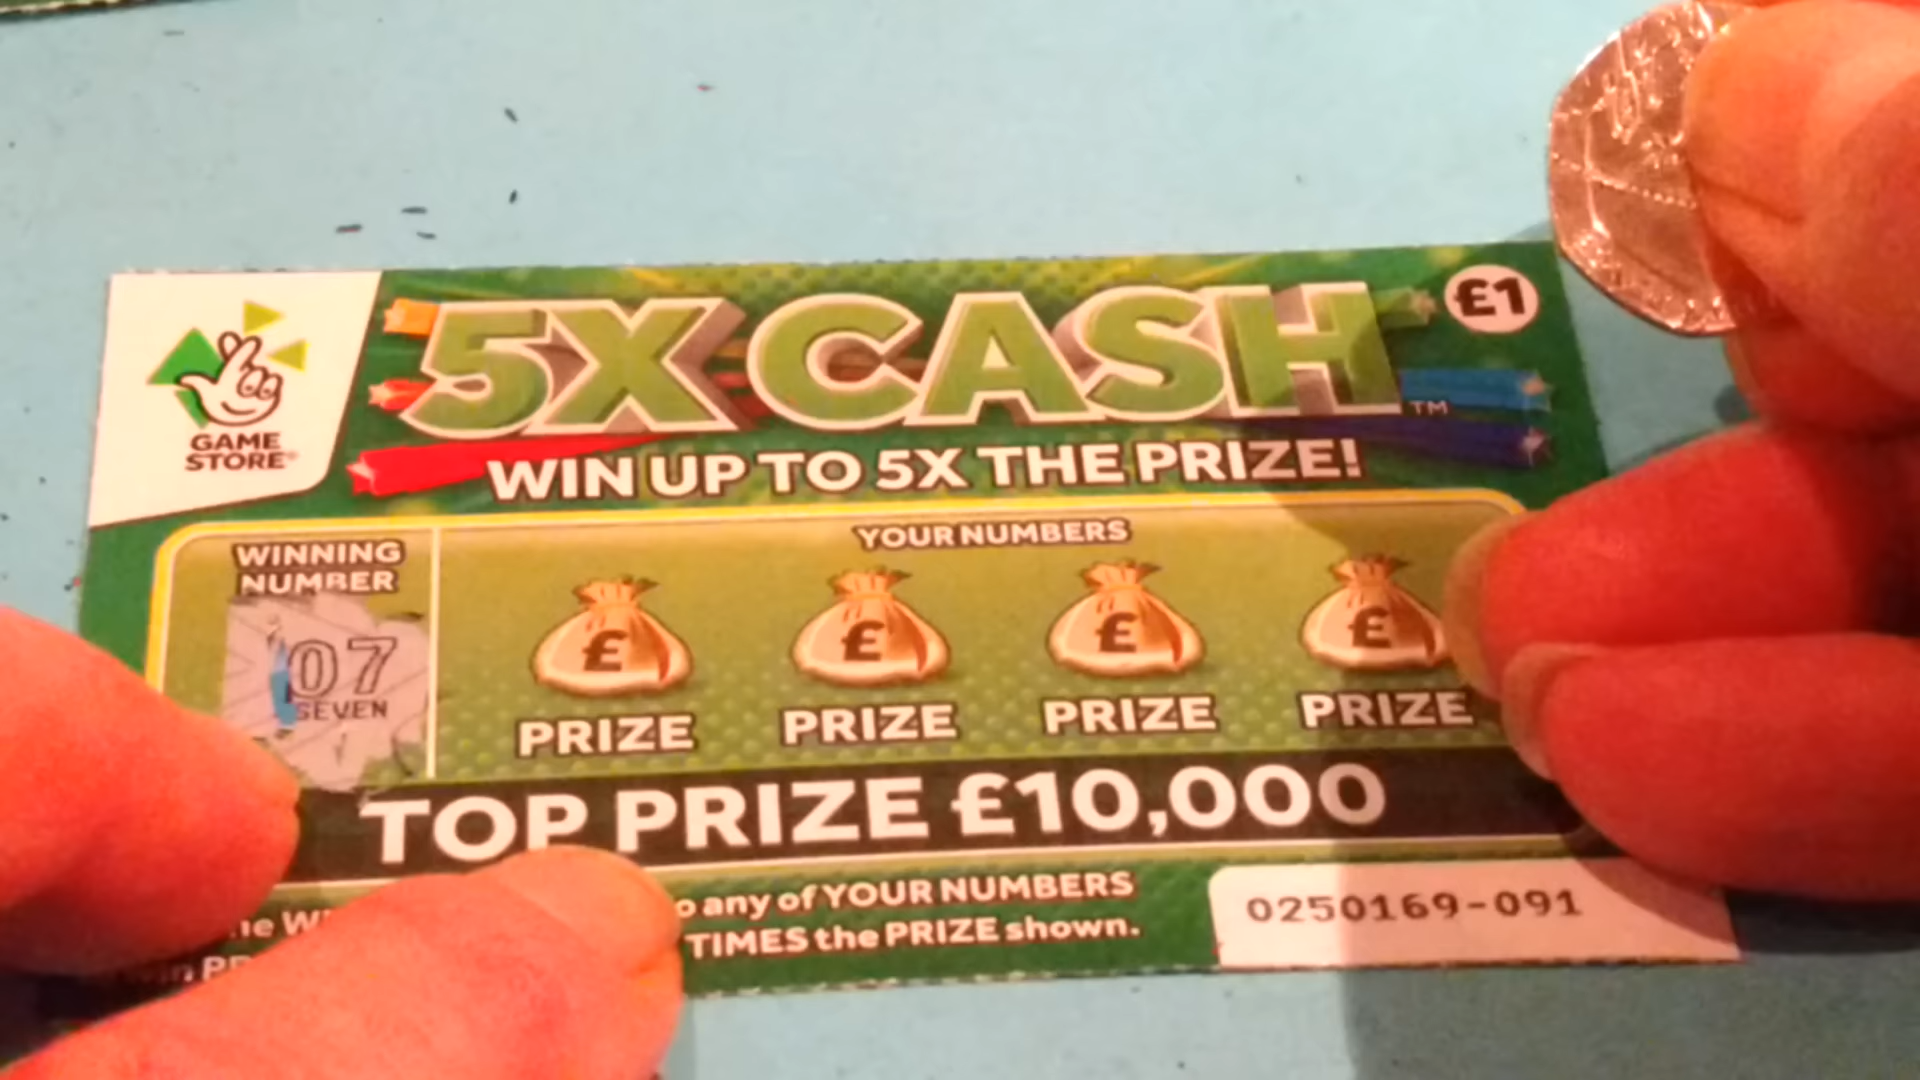 GAME
STORE®
5X CASH™
£1
WIN UP TO 5X THE PRIZE!
WINNING
NUMBER
YOUR NUMBERS
07
SEVEN
£ £ £ £
PRIZE PRIZE PRIZE PRIZE
TOP PRIZE £10,000
any of YOUR NUMBERS
TIMES the PRIZE shown.
0250169-091